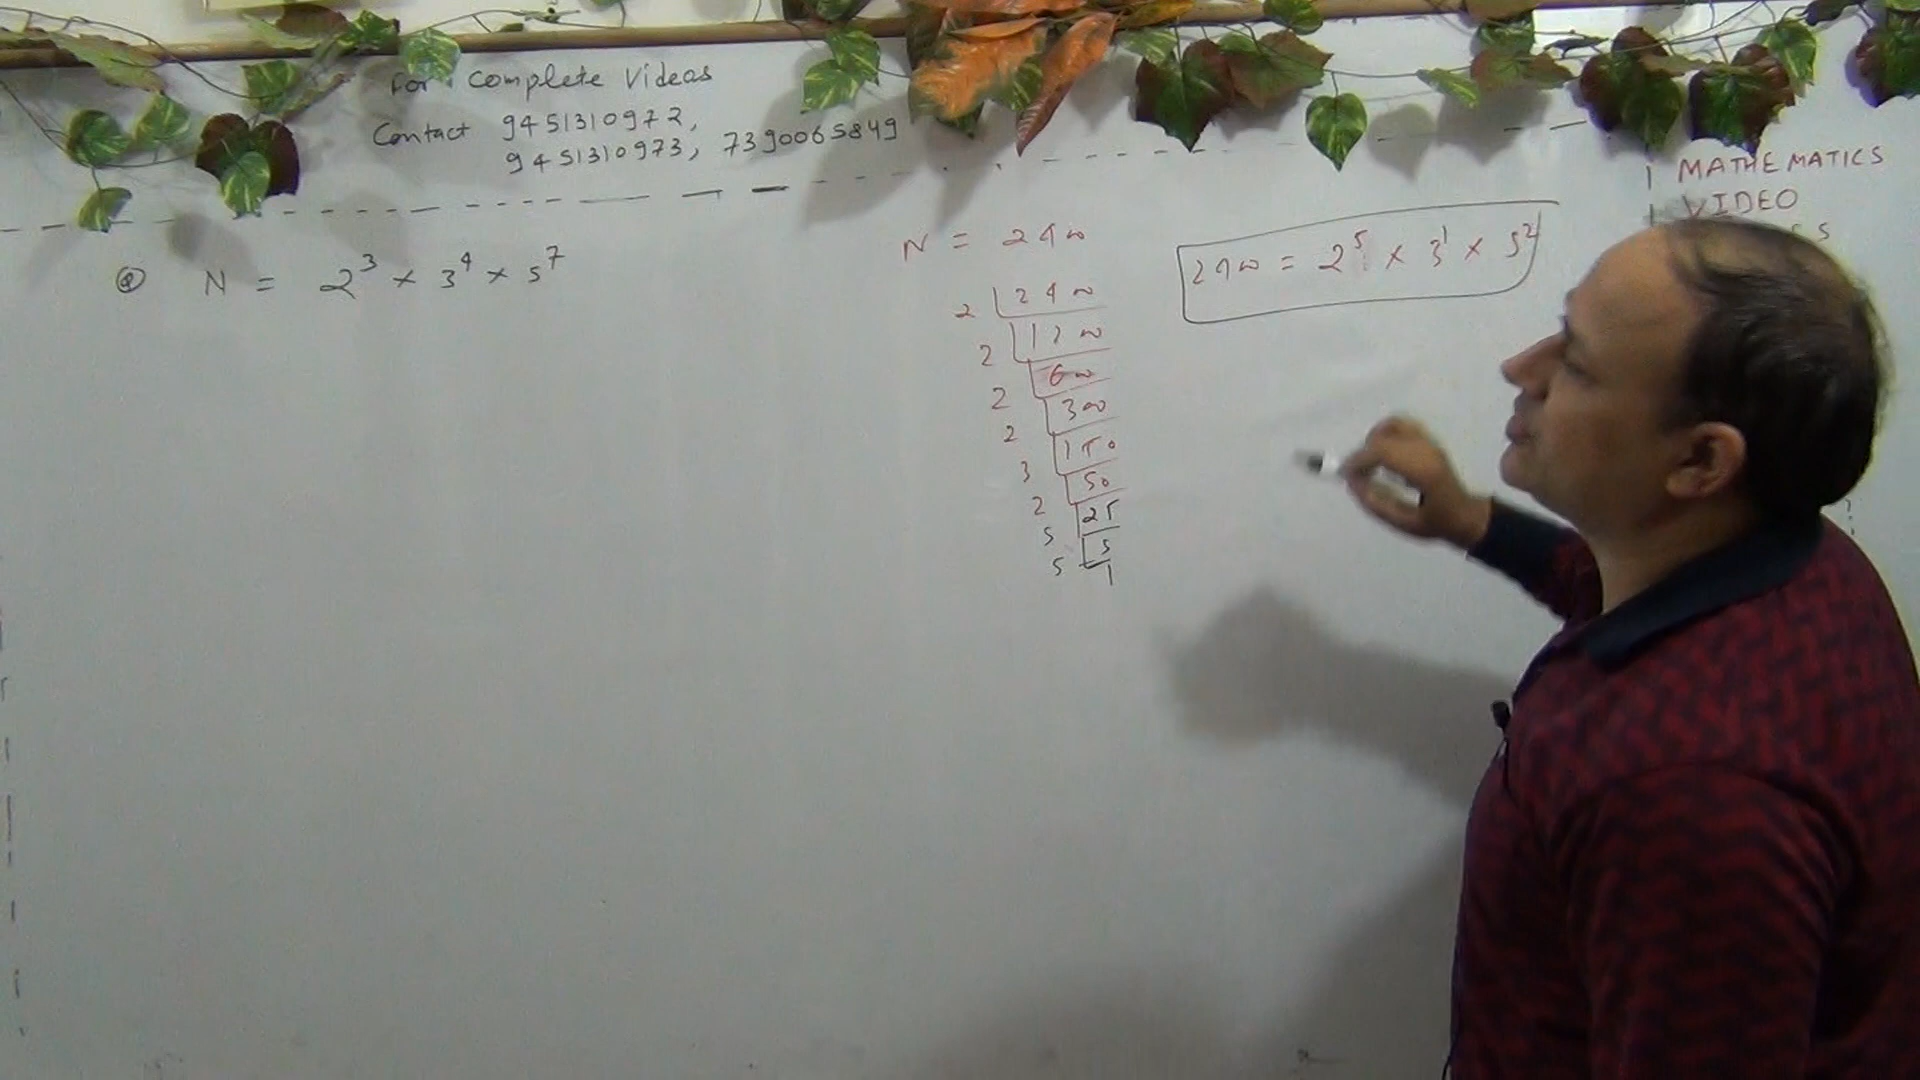 For Complete Videos
Contact 9451310972,
9451310973, 7390065849
MATHEMATICS
VIDEO
Q N = 2³ × 3⁴ × 5⁷
N = 2400
2400 = 2⁵ × 3¹ × 5²
2 2400
2 1200
2 600
2 300
3 150
2 50
5 25
5 5
1